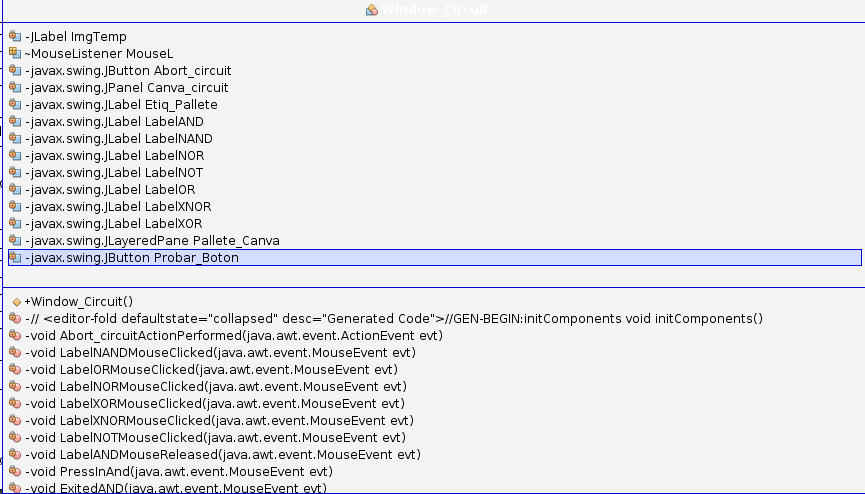 Window_Circuit
-JLabel ImgTemp
~MouseListener MouseL
-javax.swing.JButton Abort_circuit
-javax.swing.JPanel Canva_circuit
-javax.swing.JLabel Etiq_Pallete
-javax.swing.JLabel LabelAND
-javax.swing.JLabel LabelNAND
-javax.swing.JLabel LabelNOR
-javax.swing.JLabel LabelNOT
-javax.swing.JLabel LabelOR
-javax.swing.JLabel LabelXNOR
-javax.swing.JLabel LabelXOR
-javax.swing.JLayeredPane Pallete_Canva
-javax.swing.JButton Probar_Boton
+Window_Circuit()
-// <editor-fold defaultstate="collapsed" desc="Generated Code">//GEN-BEGIN:initComponents void initComponents()
-void Abort_circuitActionPerformed(java.awt.event.ActionEvent evt)
-void LabelNANDMouseClicked(java.awt.event.MouseEvent evt)
-void LabelORMouseClicked(java.awt.event.MouseEvent evt)
-void LabelNORMouseClicked(java.awt.event.MouseEvent evt)
-void LabelXORMouseClicked(java.awt.event.MouseEvent evt)
-void LabelXNORMouseClicked(java.awt.event.MouseEvent evt)
-void LabelNOTMouseClicked(java.awt.event.MouseEvent evt)
-void LabelANDMouseReleased(java.awt.event.MouseEvent evt)
-void PressInAnd(java.awt.event.MouseEvent evt)
-void ExitedAND(java.awt.event.MouseEvent evt)